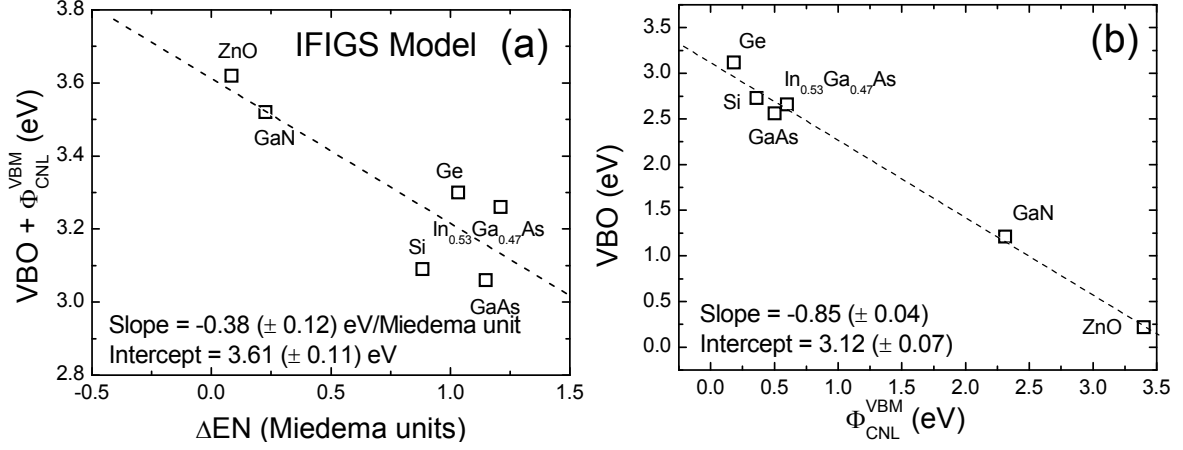 IFIGS Model (a)
VBO + Φ_CNL^VBM (eV)
3.6
3.4
3.2
3.0
2.8
ZnO
GaN
Ge
In0.53Ga0.47As
Si
GaAs
Slope = -0.38 (± 0.12) eV/Miedema unit
Intercept = 3.61 (± 0.11) eV
-0.5 0.0 0.5 1.0 1.5
ΔEN (Miedema units)
(b)
VBO (eV)
3.5
3.0
2.5
2.0
1.5
1.0
0.5
0.0
Ge
In0.53Ga0.47As
Si
GaAs
GaN
ZnO
Slope = -0.85 (± 0.04)
Intercept = 3.12 (± 0.07)
0.0 0.5 1.0 1.5 2.0 2.5 3.0 3.5
Φ_CNL^VBM (eV)